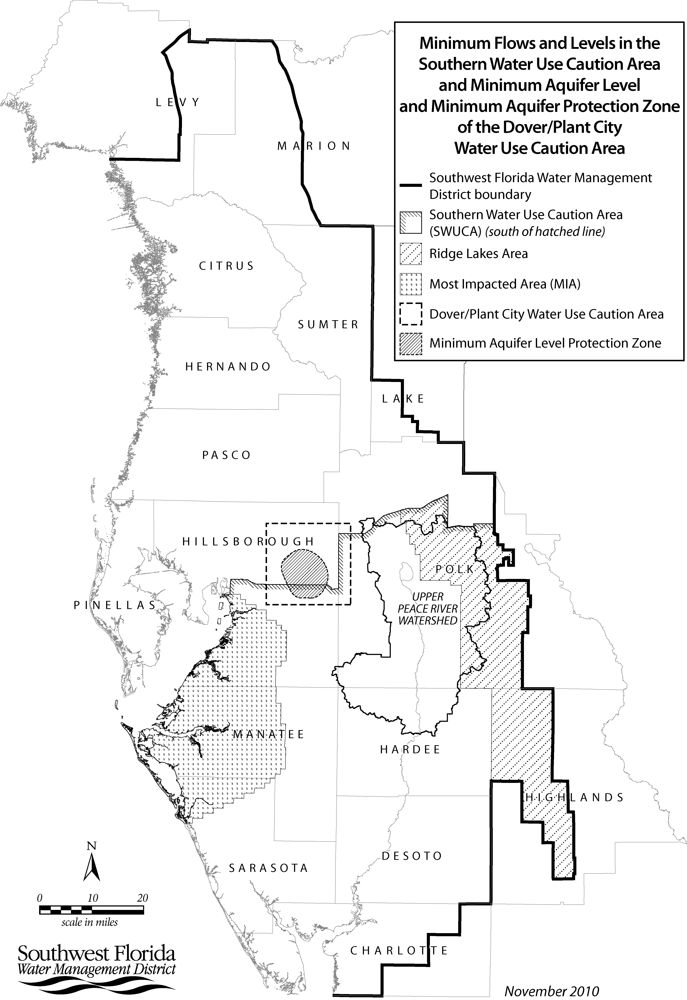 Minimum Flows and Levels in the
Southern Water Use Caution Area
and Minimum Aquifer Level
and Minimum Aquifer Protection Zone
of the Dover/Plant City
Water Use Caution Area
Southwest Florida Water Management
District boundary
Southern Water Use Caution Area
(SWUCA) (south of hatched line)
Ridge Lakes Area
Most Impacted Area (MIA)
Dover/Plant City Water Use Caution Area
Minimum Aquifer Level Protection Zone
LEVY
MARION
CITRUS
SUMTER
HERNANDO
LAKE
PASCO
HILLSBOROUGH
POLK
PINELLAS
UPPER
PEACE RIVER
WATERSHED
MANATEE
HARDEE
HIGHLANDS
DESOTO
SARASOTA
CHARLOTTE
N
0 10 20
scale in miles
Southwest Florida
Water Management District
November 2010